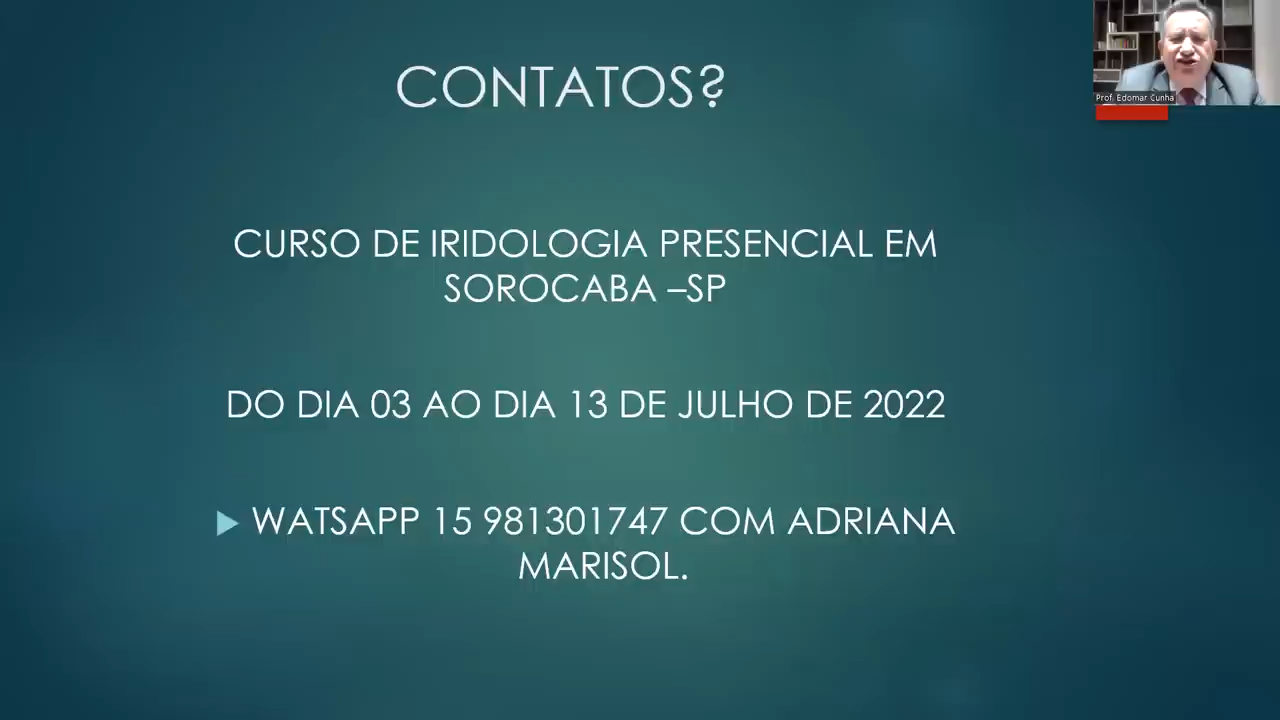 Prof. Edomar Cunha
CONTATOS?
CURSO DE IRIDOLOGIA PRESENCIAL EM
SOROCABA –SP
DO DIA 03 AO DIA 13 DE JULHO DE 2022
WATSAPP 15 981301747 COM ADRIANA
MARISOL.